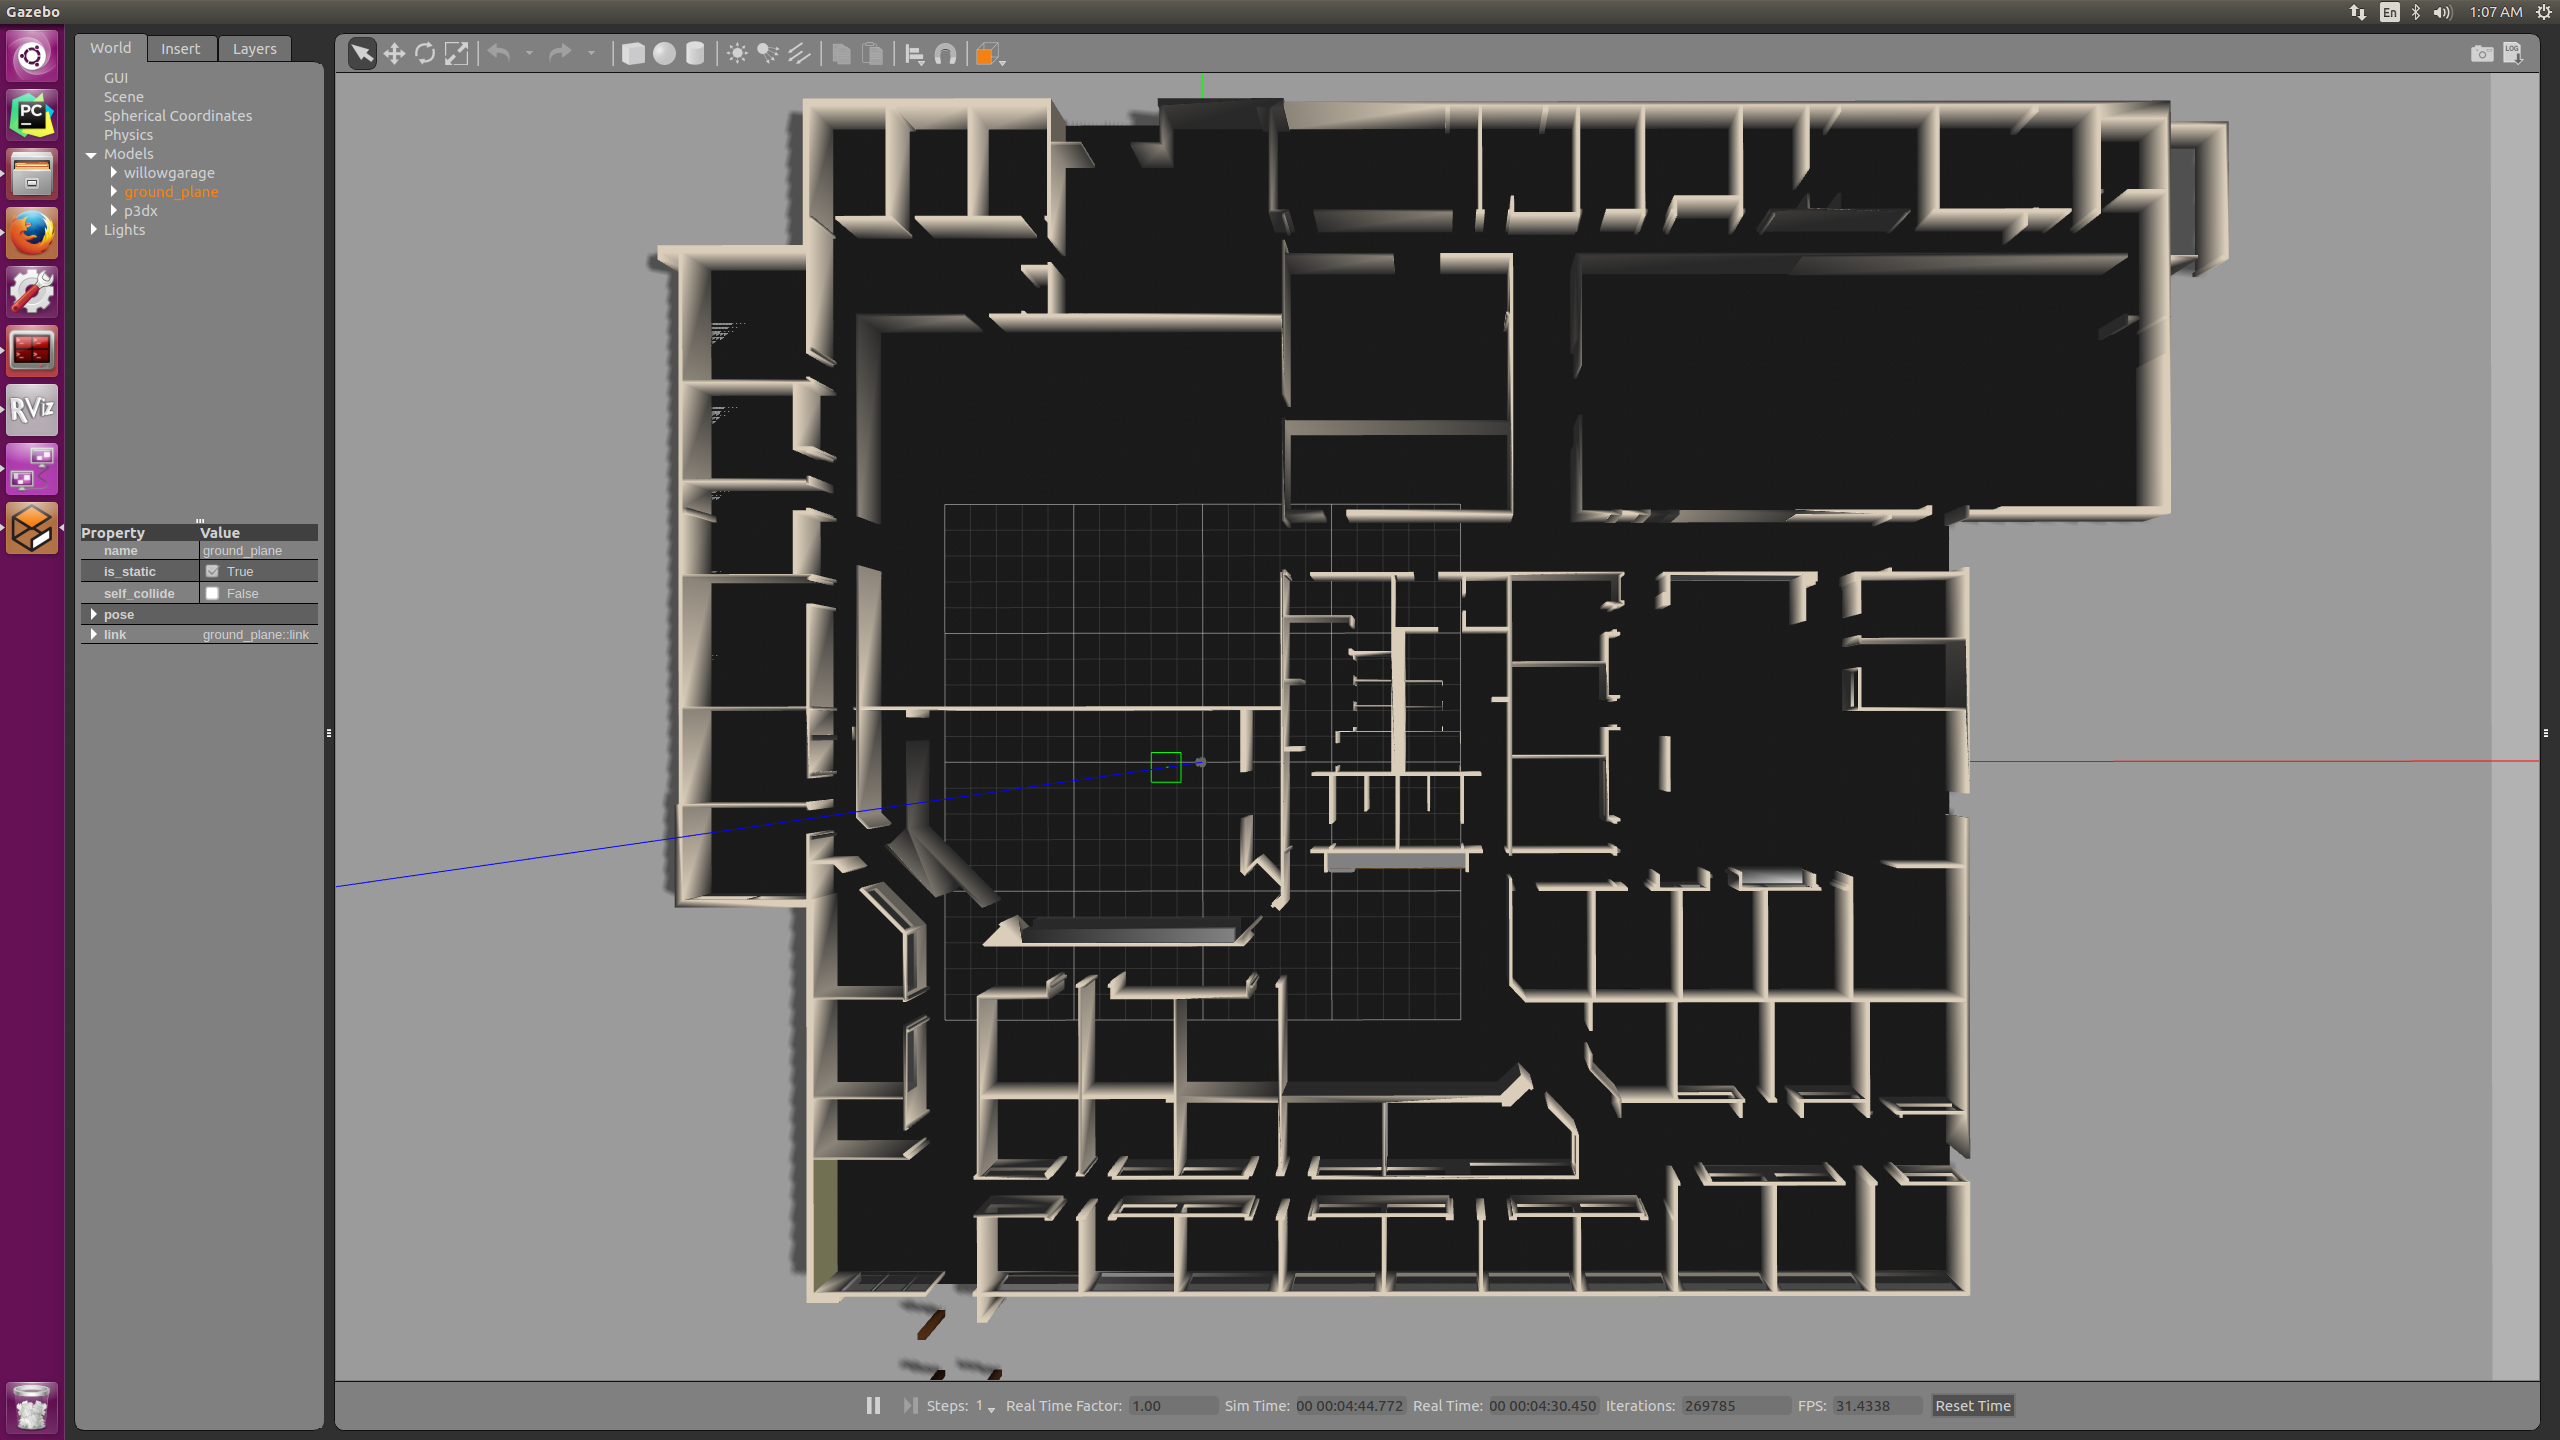 Gazebo
En
1:07 AM
World Insert Layers
GUI
Scene
Spherical Coordinates
Physics
Models
willowgarage
ground_plane
p3dx
Lights
Property Value
name ground_plane
is_static True
self_collide False
pose
link ground_plane::link
PC
RViz
LOG
Steps: 1 Real Time Factor: 1.00 Sim Time: 00 00:04:44.772 Real Time: 00 00:04:30.450 Iterations: 269785 FPS: 31.4338 Reset Time